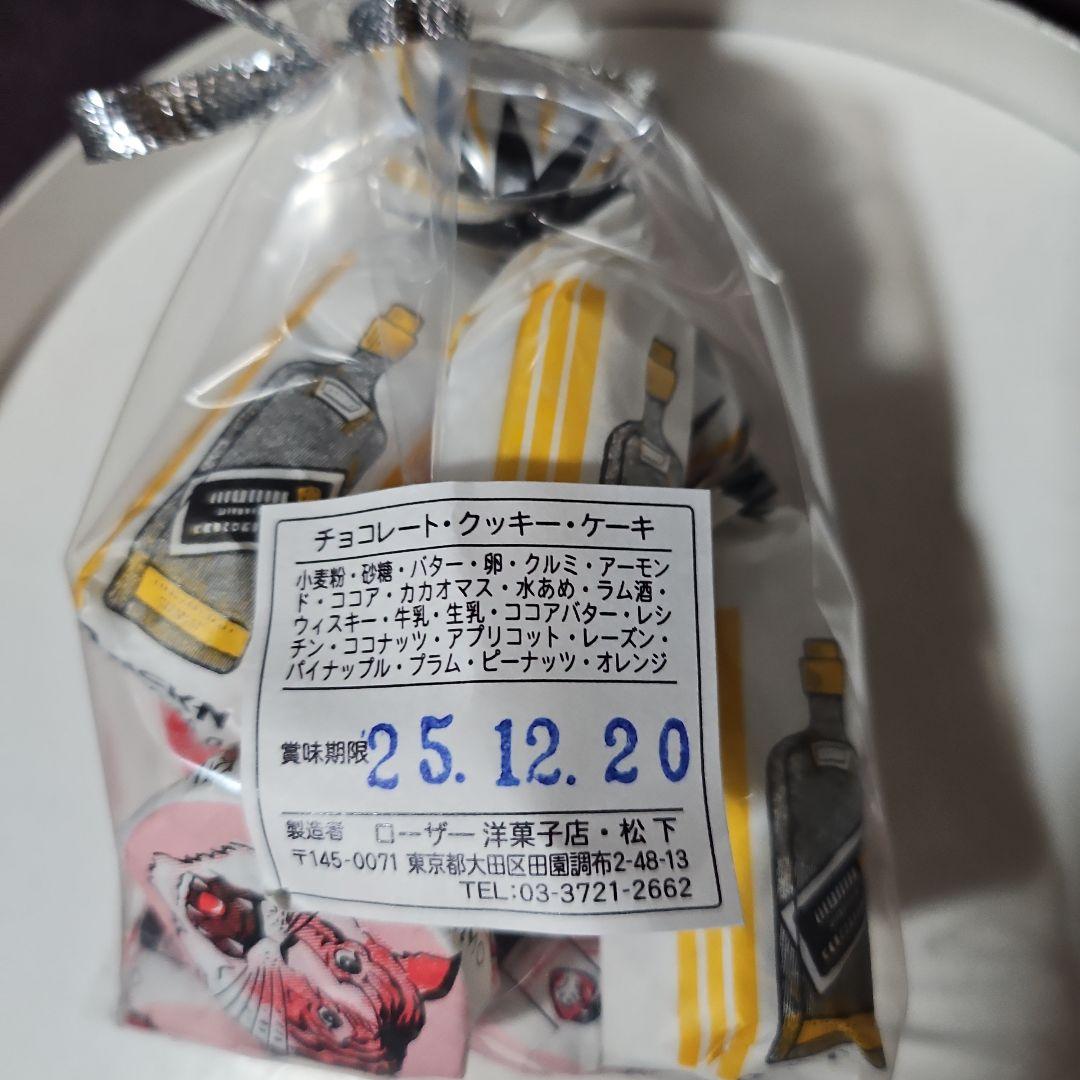 チョコレート・クッキー・ケーキ
小麦粉・砂糖・バター・卵・クルミ・アーモン
ド・ココア・カカオマス・水あめ・ラム酒・
ウィスキー・牛乳・生乳・ココアバター・レシ
チン・ココナッツ・アプリコット・レーズン・
パイナップル・プラム・ピーナッツ・オレンジ
賞味期限 25.12.20
製造者 ローザー洋菓子店・松下
〒145-0071 東京都大田区田園調布2-48-13
TEL:03-3721-2662